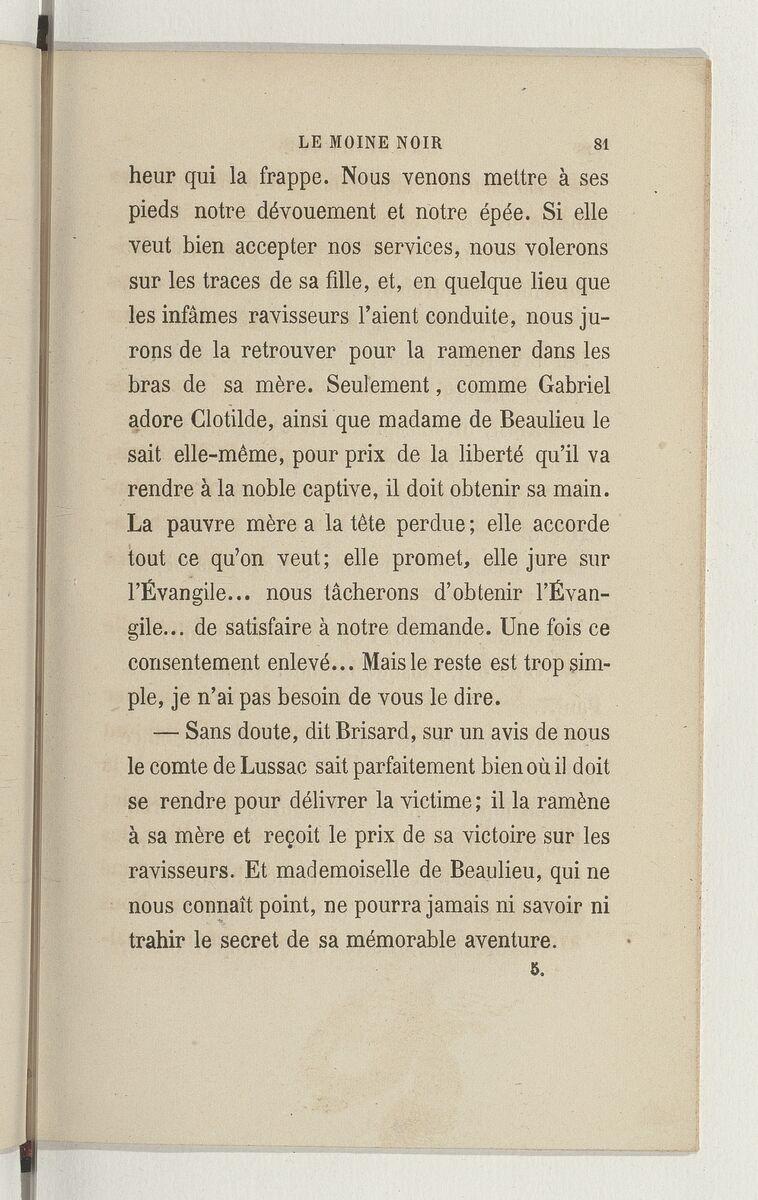 LE MOINE NOIR 81
heur qui la frappe. Nous venons mettre à ses
pieds notre dévouement et notre épée. Si elle
veut bien accepter nos services, nous volerons
sur les traces de sa fille, et, en quelque lieu que
les infâmes ravisseurs l'aient conduite, nous ju-
rons de la retrouver pour la ramener dans les
bras de sa mère. Seulement, comme Gabriel
adore Clotilde, ainsi que madame de Beaulieu le
sait elle-même, pour prix de la liberté qu'il va
rendre à la noble captive, il doit obtenir sa main.
La pauvre mère a la tête perdue; elle accorde
tout ce qu'on veut; elle promet, elle jure sur
l'Évangile... nous tâcherons d'obtenir l'Évan-
gile... de satisfaire à notre demande. Une fois ce
consentement enlevé... Mais le reste est trop sim-
ple, je n'ai pas besoin de vous le dire.
— Sans doute, dit Brisard, sur un avis de nous
le comte de Lussac sait parfaitement bien où il doit
se rendre pour délivrer la victime; il la ramène
à sa mère et reçoit le prix de sa victoire sur les
ravisseurs. Et mademoiselle de Beaulieu, qui ne
nous connaît point, ne pourra jamais ni savoir ni
trahir le secret de sa mémorable aventure.
5.